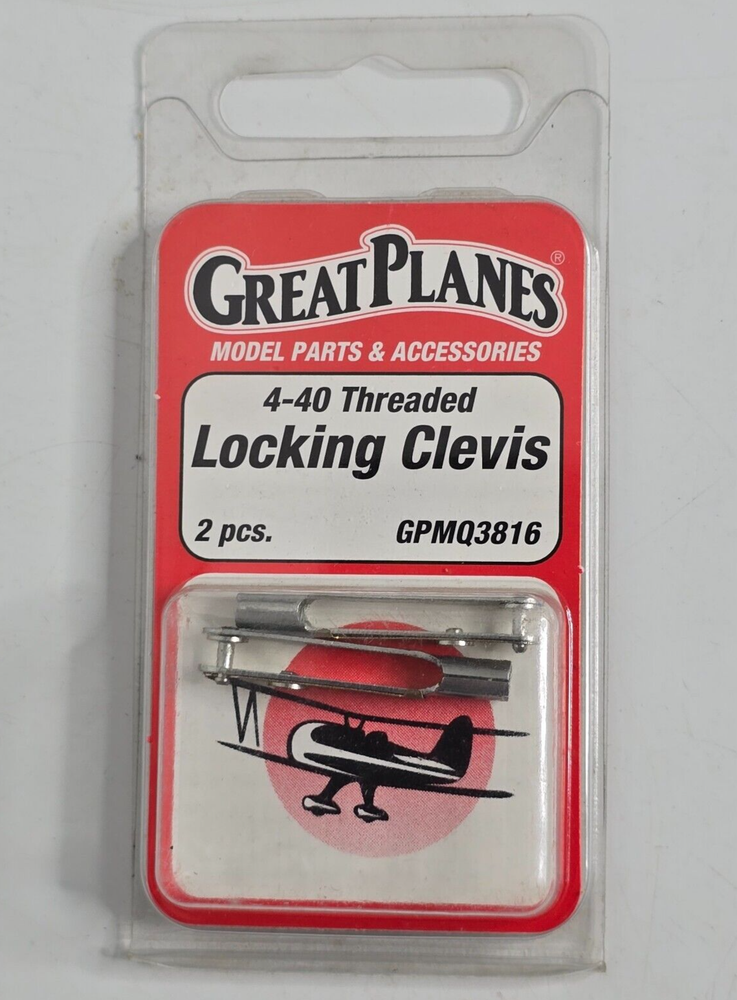 GREAT PLANES®
MODEL PARTS & ACCESSORIES
4-40 Threaded
Locking Clevis
2 pcs. GPMQ3816